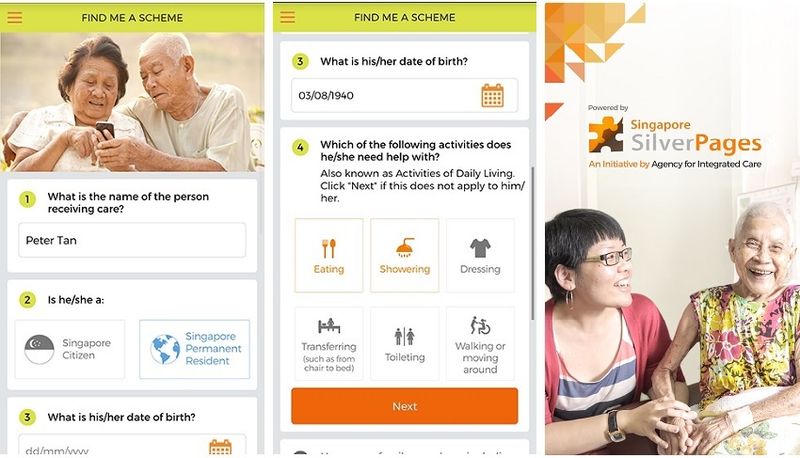 FIND ME A SCHEME
1
What is the name of the person
receiving care?
Peter Tan
2
Is he/she a:
Singapore
Citizen
Singapore
Permanent
Resident
3
What is his/her date of birth?
dd/mm/yyyy
FIND ME A SCHEME
3
What is his/her date of birth?
03/08/1940
4
Which of the following activities does
he/she need help with?
Also known as Activities of Daily Living.
Click "Next" if this does not apply to him/
her.
Eating
Showering
Dressing
Transferring
(such as from
chair to bed)
Toileting
Walking or
moving
around
Next
Powered by
Singapore
SilverPages
An Initiative by Agency for Integrated Care